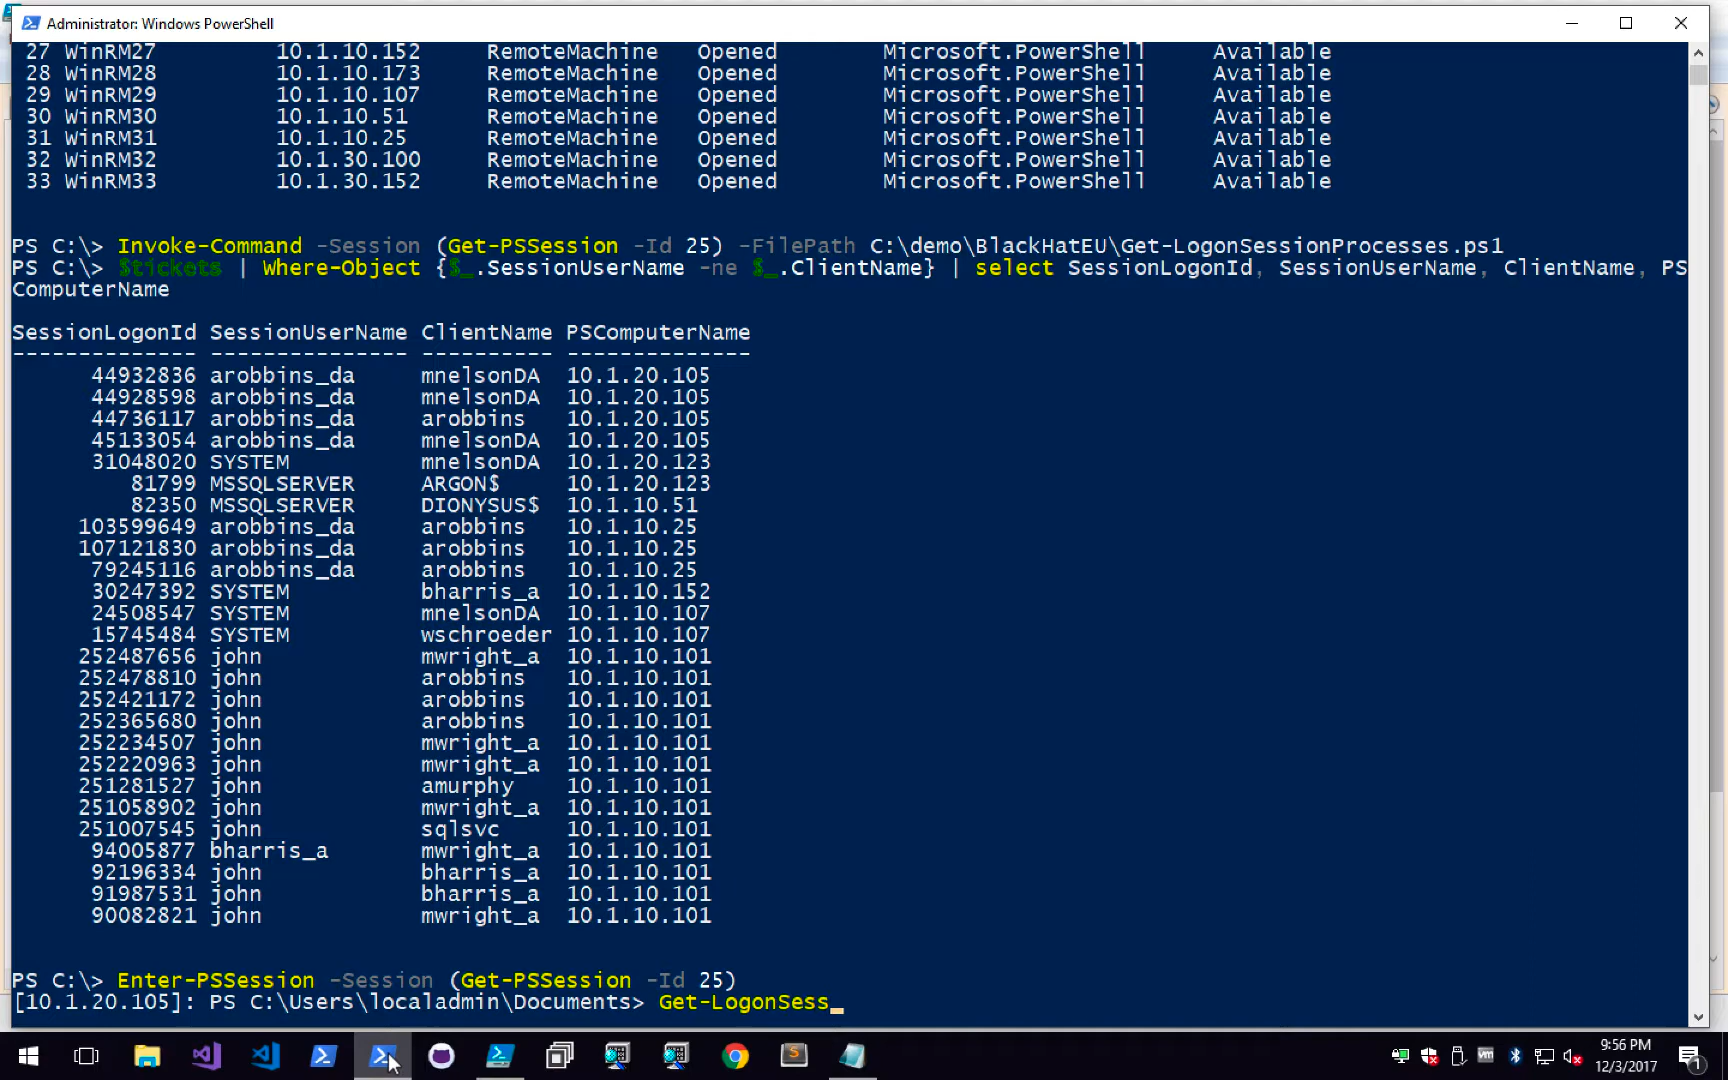 Administrator: Windows PowerShell
27 WinRM27 10.1.10.152 RemoteMachine Opened Microsoft.PowerShell Available
28 WinRM28 10.1.10.173 RemoteMachine Opened Microsoft.PowerShell Available
29 WinRM29 10.1.10.107 RemoteMachine Opened Microsoft.PowerShell Available
30 WinRM30 10.1.10.51 RemoteMachine Opened Microsoft.PowerShell Available
31 WinRM31 10.1.10.25 RemoteMachine Opened Microsoft.PowerShell Available
32 WinRM32 10.1.30.100 RemoteMachine Opened Microsoft.PowerShell Available
33 WinRM33 10.1.30.152 RemoteMachine Opened Microsoft.PowerShell Available
PS C:\> Invoke-Command -Session (Get-PSSession -Id 25) -FilePath C:\demo\BlackHatEU\Get-LogonSessionProcesses.ps1
PS C:\> $tickets | Where-Object {$_.SessionUserName -ne $_.ClientName} | select SessionLogonId, SessionUserName, ClientName, PS
ComputerName
SessionLogonId SessionUserName ClientName PSComputerName
-------------- --------------- ---------- --------------
44932836 arobbins_da mnelsonDA 10.1.20.105
44928598 arobbins_da mnelsonDA 10.1.20.105
44736117 arobbins_da arobbins 10.1.20.105
45133054 arobbins_da mnelsonDA 10.1.20.105
31048020 SYSTEM mnelsonDA 10.1.20.123
81799 MSSQLSERVER ARGON$ 10.1.20.123
82350 MSSQLSERVER DIONYSUS$ 10.1.10.51
103599649 arobbins_da arobbins 10.1.10.25
107121830 arobbins_da arobbins 10.1.10.25
79245116 arobbins_da arobbins 10.1.10.25
30247392 SYSTEM bharris_a 10.1.10.152
24508547 SYSTEM mnelsonDA 10.1.10.107
15745484 SYSTEM wschroeder 10.1.10.107
252487656 john mwright_a 10.1.10.101
252478810 john arobbins 10.1.10.101
252421172 john arobbins 10.1.10.101
252365680 john arobbins 10.1.10.101
252234507 john mwright_a 10.1.10.101
252220963 john mwright_a 10.1.10.101
251281527 john amurphy 10.1.10.101
251058902 john mwright_a 10.1.10.101
251007545 john sqlsvc 10.1.10.101
94005877 bharris_a mwright_a 10.1.10.101
92196334 john bharris_a 10.1.10.101
91987531 john bharris_a 10.1.10.101
90082821 john mwright_a 10.1.10.101
PS C:\> Enter-PSSession -Session (Get-PSSession -Id 25)
[10.1.20.105]: PS C:\Users\localadmin\Documents> Get-LogonSess_
9:56 PM
12/3/2017